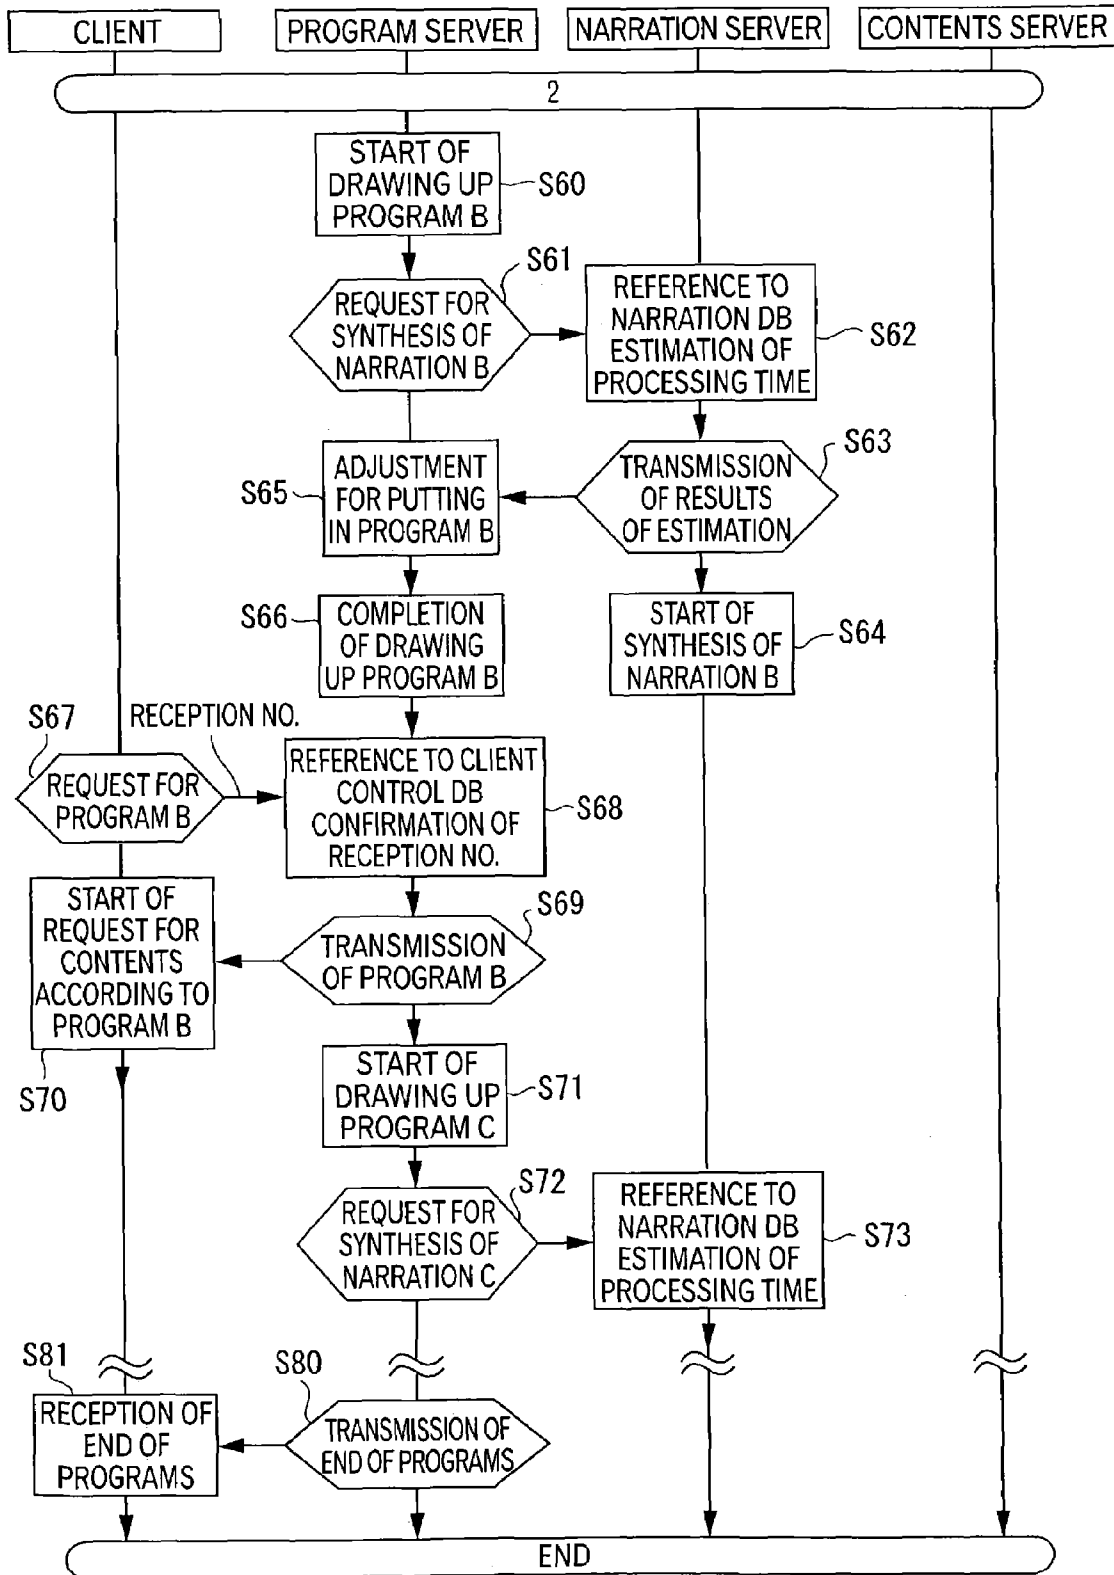 CLIENT
PROGRAM SERVER
NARRATION SERVER
CONTENTS SERVER
2
START OF
DRAWING UP
PROGRAM B
S60
REQUEST FOR
SYNTHESIS OF
NARRATION B
S61
REFERENCE TO
NARRATION DB
ESTIMATION OF
PROCESSING TIME
S62
TRANSMISSION
OF RESULTS
OF ESTIMATION
S63
S65
ADJUSTMENT
FOR PUTTING
IN PROGRAM B
S66
COMPLETION
OF DRAWING
UP PROGRAM B
START OF
SYNTHESIS OF
NARRATION B
S64
S67
RECEPTION NO.
REQUEST FOR
PROGRAM B
REFERENCE TO CLIENT
CONTROL DB
CONFIRMATION OF
RECEPTION NO.
S68
START OF
REQUEST FOR
CONTENTS
ACCORDING TO
PROGRAM B
S70
TRANSMISSION
OF PROGRAM B
S69
START OF
DRAWING UP
PROGRAM C
S71
REQUEST FOR
SYNTHESIS OF
NARRATION C
S72
REFERENCE TO
NARRATION DB
ESTIMATION OF
PROCESSING TIME
S73
S81
RECEPTION OF
END OF
PROGRAMS
S80
TRANSMISSION OF
END OF PROGRAMS
END